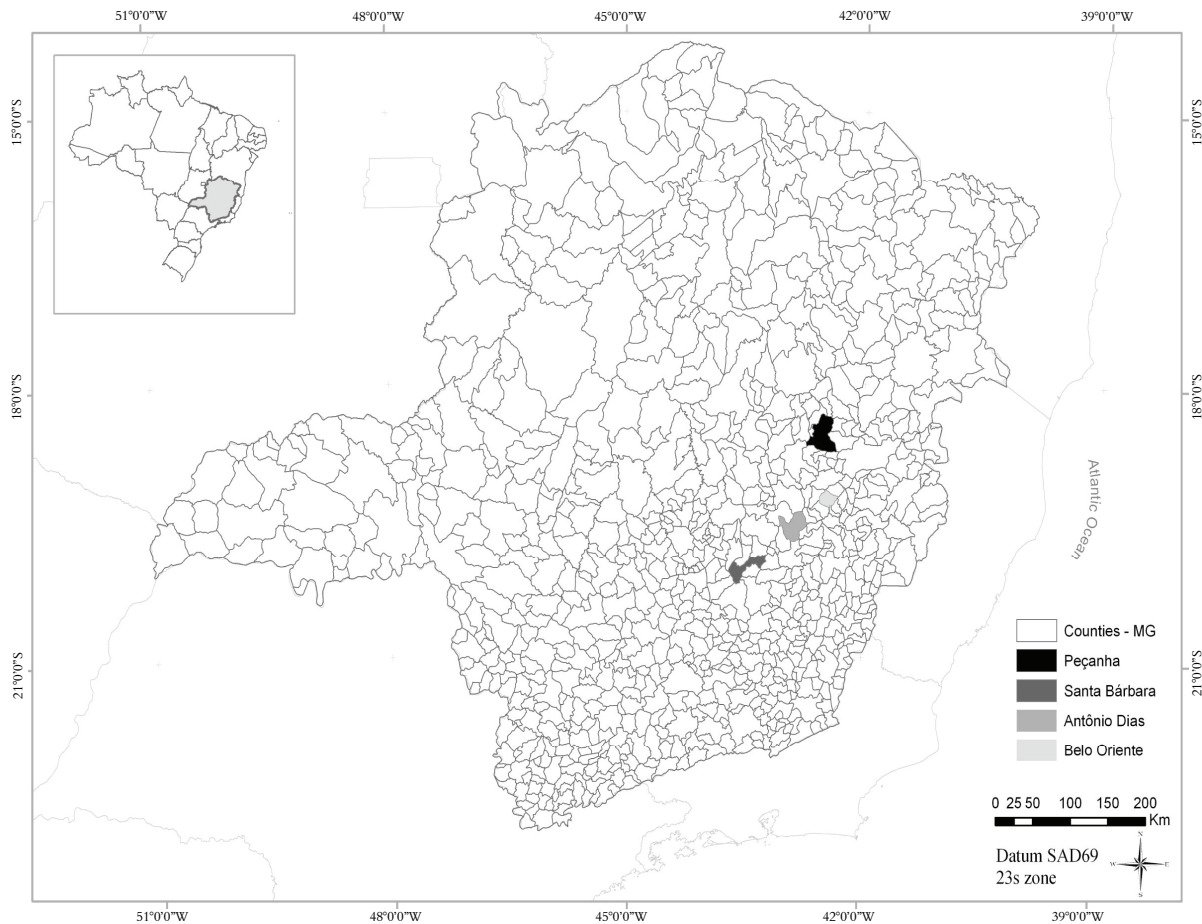 51°0'0"W 48°0'0"W 45°0'0"W 42°0'0"W 39°0'0"W
15°0'0"S 15°0'0"S
18°0'0"S 18°0'0"S
Atlantic Ocean
Counties - MG
Peçanha
21°0'0"S 21°0'0"S
Santa Bárbara
Antônio Dias
Belo Oriente
0 25 50 100 150 200
Km
Datum SAD69
23s zone
N
W E
S
51°0'0"W 48°0'0"W 45°0'0"W 42°0'0"W 39°0'0"W